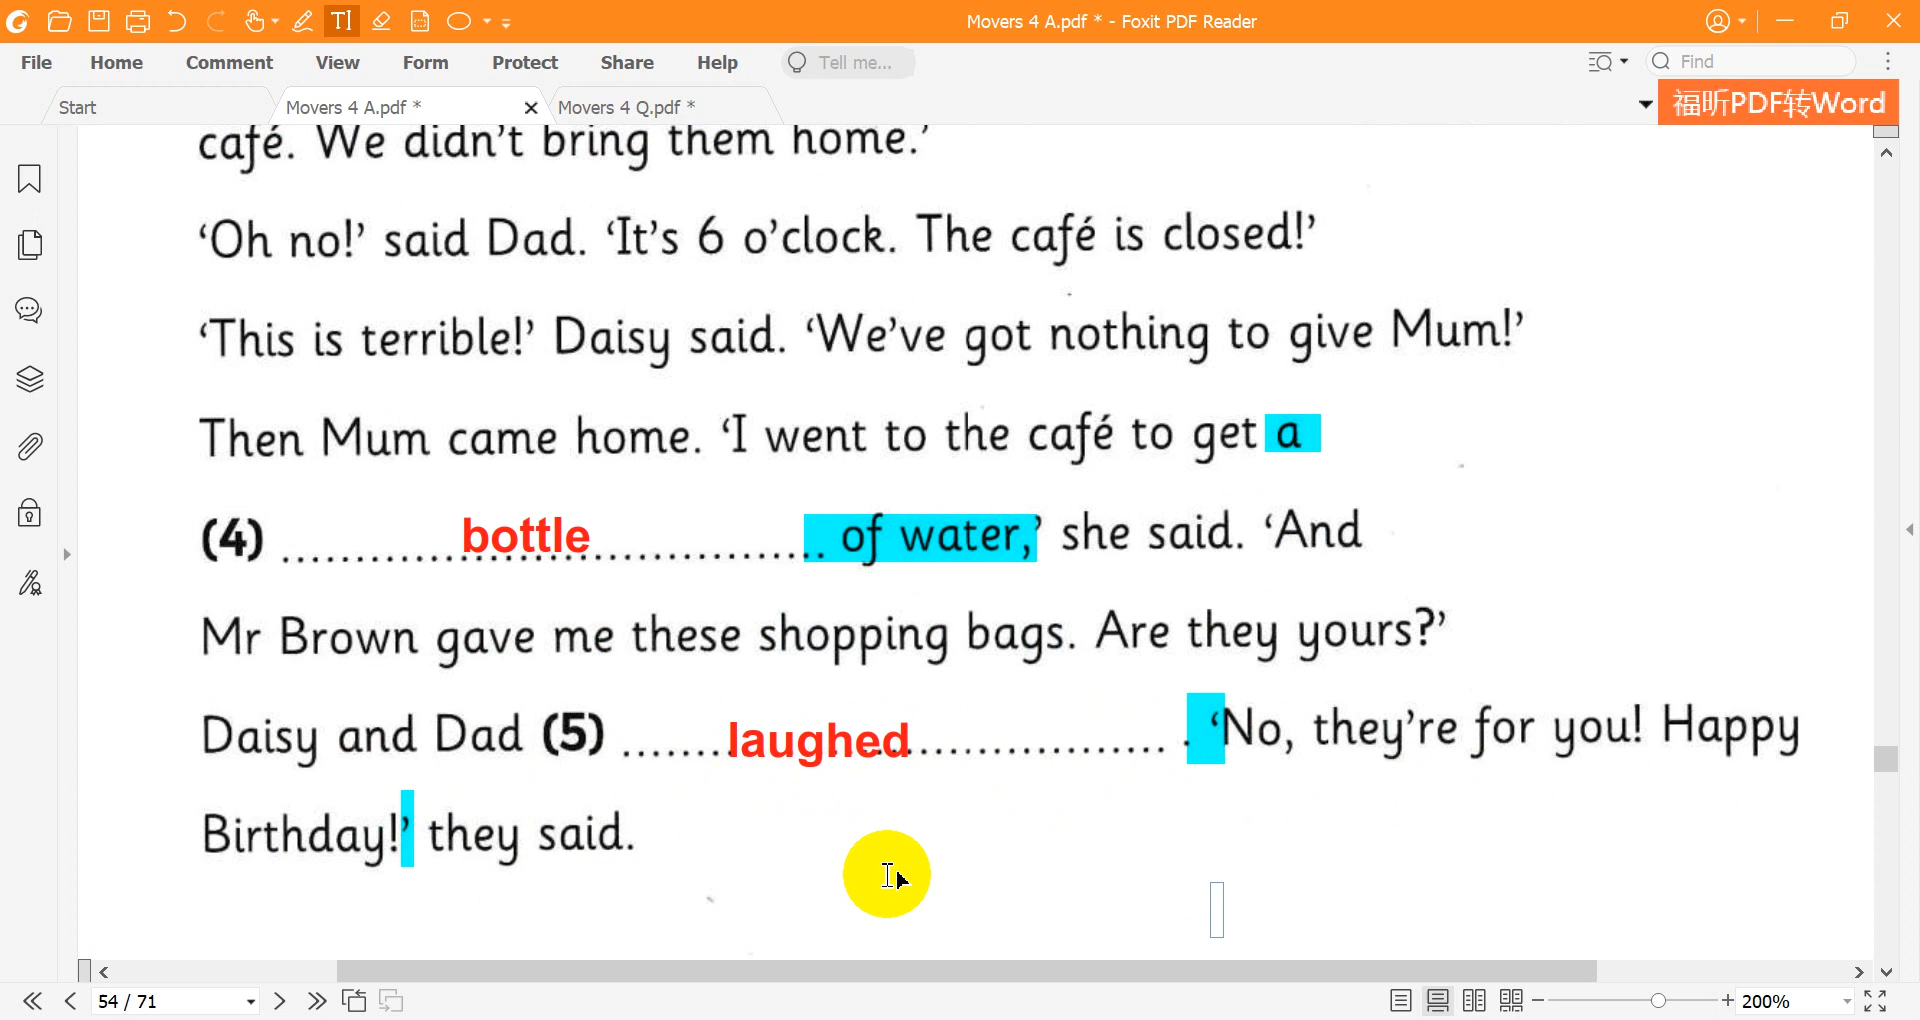 Movers 4 A.pdf * - Foxit PDF Reader
File Home Comment View Form Protect Share Help Tell me... Find
Start Movers 4 A.pdf * Movers 4 Q.pdf * 福昕PDF转Word
café. We didn’t bring them home.’
‘Oh no!’ said Dad. ‘It’s 6 o’clock. The café is closed!’
‘This is terrible!’ Daisy said. ‘We’ve got nothing to give Mum!’
Then Mum came home. ‘I went to the café to get a
(4) bottle of water,’ she said. ‘And
Mr Brown gave me these shopping bags. Are they yours?’
Daisy and Dad (5) laughed . ‘No, they’re for you! Happy
Birthday!’ they said.
54 / 71 200%